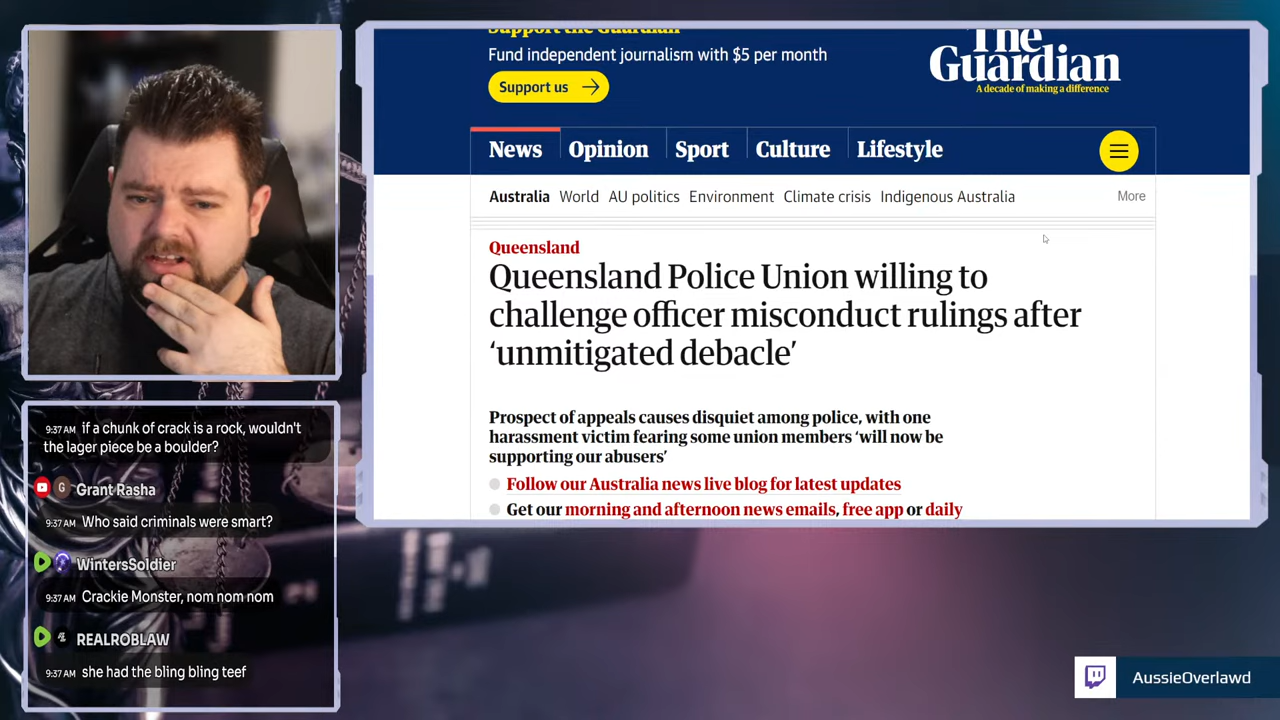 Support the Guardian
Fund independent journalism with $5 per month
Support us
The
Guardian
A decade of making a difference
News
Opinion
Sport
Culture
Lifestyle
Australia
World
AU politics
Environment
Climate crisis
Indigenous Australia
More
Queensland
Queensland Police Union willing to
challenge officer misconduct rulings after
‘unmitigated debacle’
Prospect of appeals causes disquiet among police, with one
harassment victim fearing some union members ‘will now be
supporting our abusers’
Follow our Australia news live blog for latest updates
Get our morning and afternoon news emails, free app or daily
9:37 AM if a chunk of crack is a rock, wouldn't
the lager piece be a boulder?
G Grant Rasha
9:37 AM Who said criminals were smart?
WintersSoldier
9:37 AM Crackie Monster, nom nom nom
REALROBLAW
9:37 AM she had the bling bling teef
AussieOverlawd